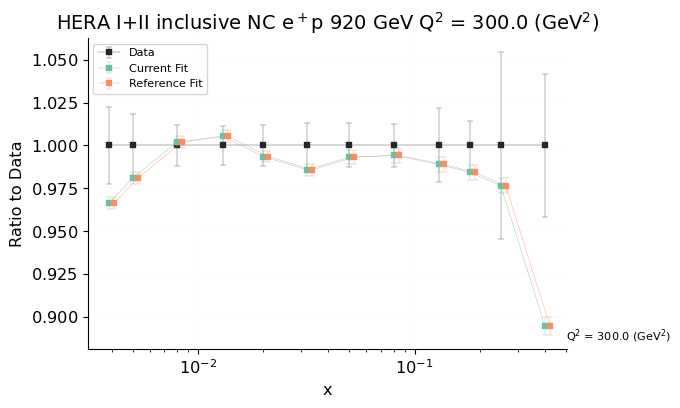 HERA I+II inclusive NC e⁺p 920 GeV Q² = 300.0 (GeV²)
Data
Current Fit
Reference Fit
Ratio to Data
1.050
1.025
1.000
0.975
0.950
0.925
0.900
Q² = 300.0 (GeV²)
10⁻² 10⁻¹
x